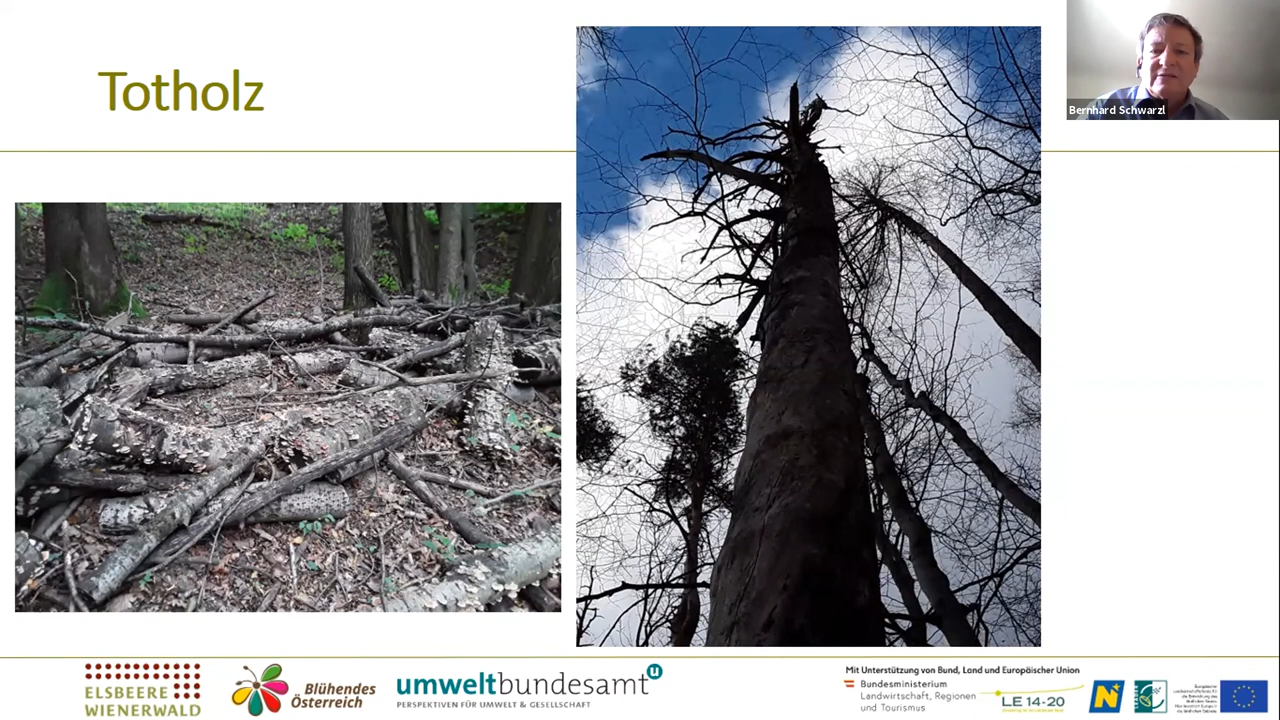 Totholz
Bernhard Schwarzl
ELSBEERE
WIENERWALD
Blühendes
Österreich
umweltbundesamt
u
PERSPEKTIVEN FÜR UMWELT & GESELLSCHAFT
Mit Unterstützung von Bund, Land und Europäischer Union
Bundesministerium
Landwirtschaft, Regionen
und Tourismus
LE 14-20
N